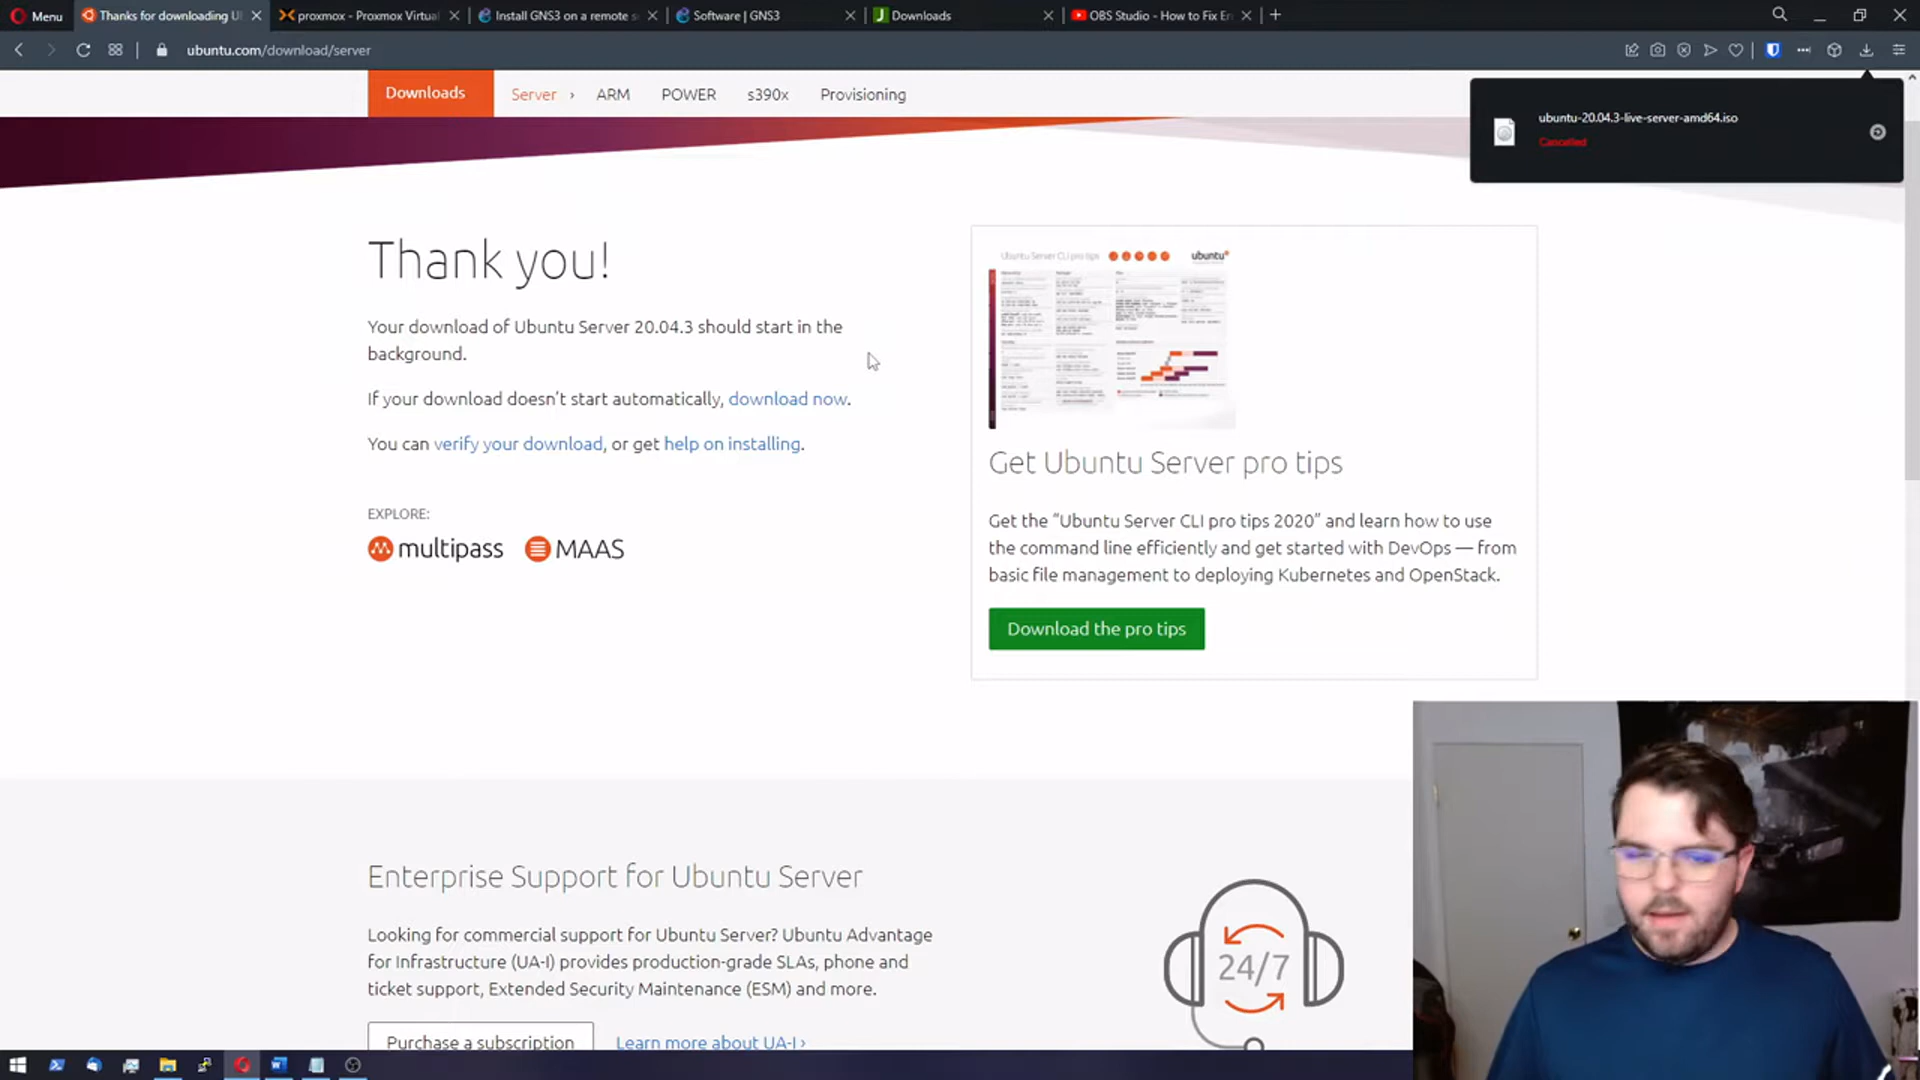 Menu
Thanks for downloading Ul
proxmox - Proxmox Virtual
Install GNS3 on a remote s
Software | GNS3
Downloads
OBS Studio - How to Fix Er
ubuntu.com/download/server
Downloads
Server ›
ARM
POWER
s390x
Provisioning
ubuntu-20.04.3-live-server-amd64.iso
Cancelled
Thank you!
Your download of Ubuntu Server 20.04.3 should start in the
background.
If your download doesn't start automatically, download now.
You can verify your download, or get help on installing.
EXPLORE:
multipass
MAAS
Ubuntu Server CLI pro tips
ubuntu
Get Ubuntu Server pro tips
Get the “Ubuntu Server CLI pro tips 2020” and learn how to use
the command line efficiently and get started with DevOps — from
basic file management to deploying Kubernetes and OpenStack.
Download the pro tips
Enterprise Support for Ubuntu Server
Looking for commercial support for Ubuntu Server? Ubuntu Advantage
for Infrastructure (UA-I) provides production-grade SLAs, phone and
ticket support, Extended Security Maintenance (ESM) and more.
24/7
Purchase a subscription
Learn more about UA-I ›